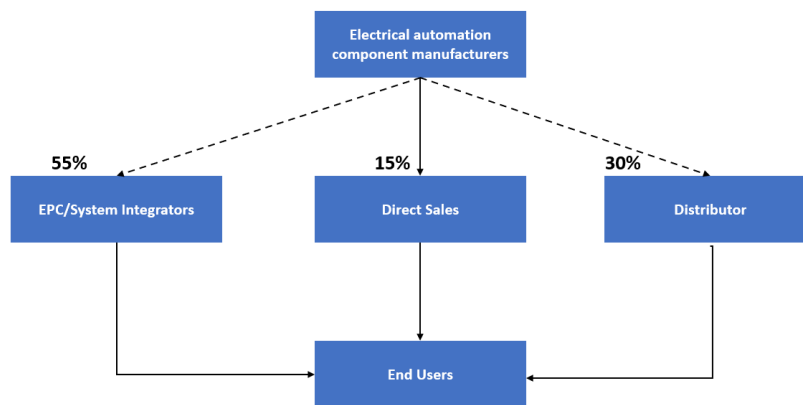 Electrical automation
component manufacturers
55%
15%
30%
EPC/System Integrators
Direct Sales
Distributor
End Users